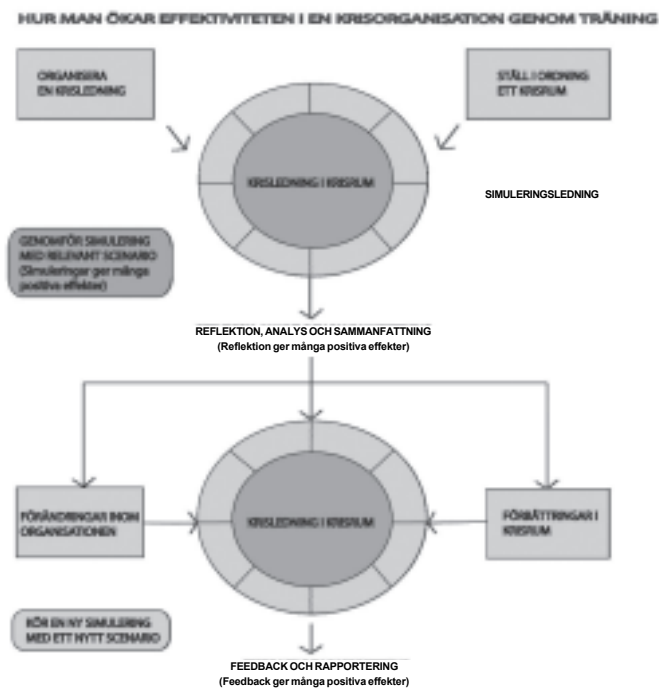 HUR MAN ÖKAR EFFEKTIVITETEN I EN KRISORGANISATION GENOM TRÄNING
ORGANISERA
EN KRISLEDNING
STÄLL I ORDNING
ETT KRISRUM
KRISLEDNING I KRISRUM
SIMULERINGSLEDNING
GENOMFÖR SIMULERING
MED RELEVANT SCENARIO
(Simuleringar ger många
positiva effekter)
REFLEKTION, ANALYS OCH SAMMANFATTNING
(Reflektion ger många positiva effekter)
FÖRÄNDRINGAR INOM
ORGANISATIONEN
KRISLEDNING I KRISRUM
FÖRBÄTTRINGAR I
KRISRUM
KÖR EN NY SIMULERING
MED ETT NYTT SCENARIO
FEEDBACK OCH RAPPORTERING
(Feedback ger många positiva effekter)